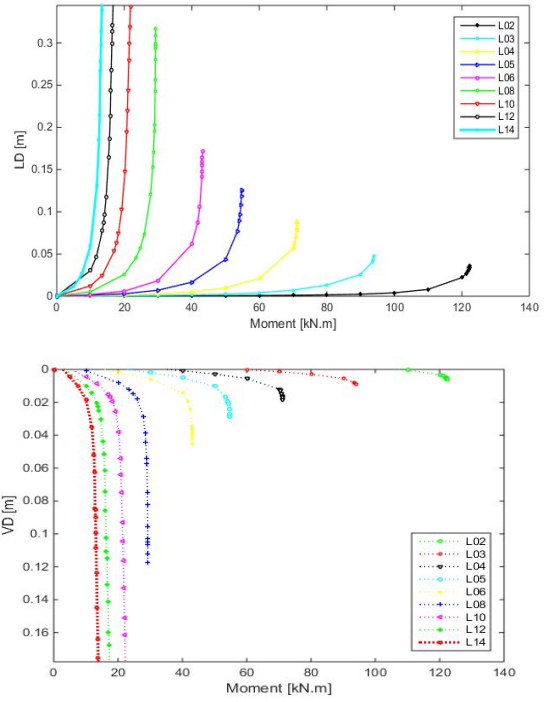 0.3
0.25
0.2
0.15
0.1
0.05
0
LD [m]
0 20 40 60 80 100 120 140
Moment [kN.m]
L02
L03
L04
L05
L06
L08
L10
L12
L14
0
0.02
0.04
0.06
0.08
0.1
0.12
0.14
0.16
VD [m]
0 20 40 60 80 100 120 140
Moment [kN.m]
L02
L03
L04
L05
L06
L08
L10
L12
L14